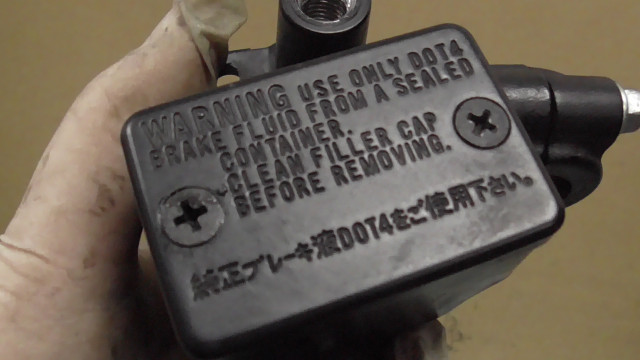 WARNING USE ONLY DOT4
BRAKE FLUID FROM A SEALED
CONTAINER.
CLEAN FILLER CAP
BEFORE REMOVING.
純正ブレーキ液DOT4をご使用下さい。